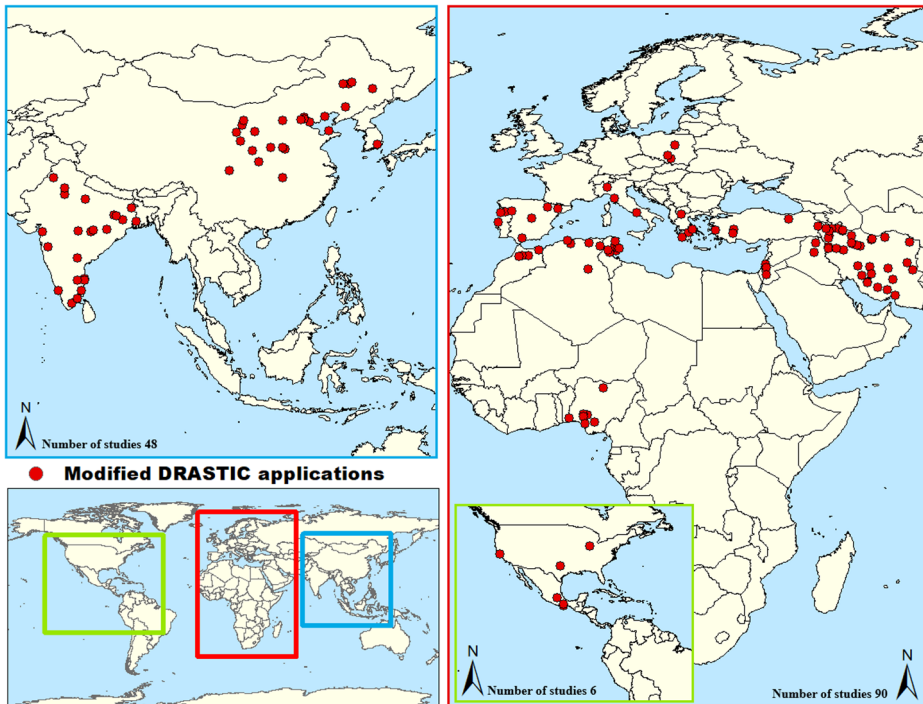 N
Number of studies 48
Modified DRASTIC applications
N
Number of studies 6
N
Number of studies 90